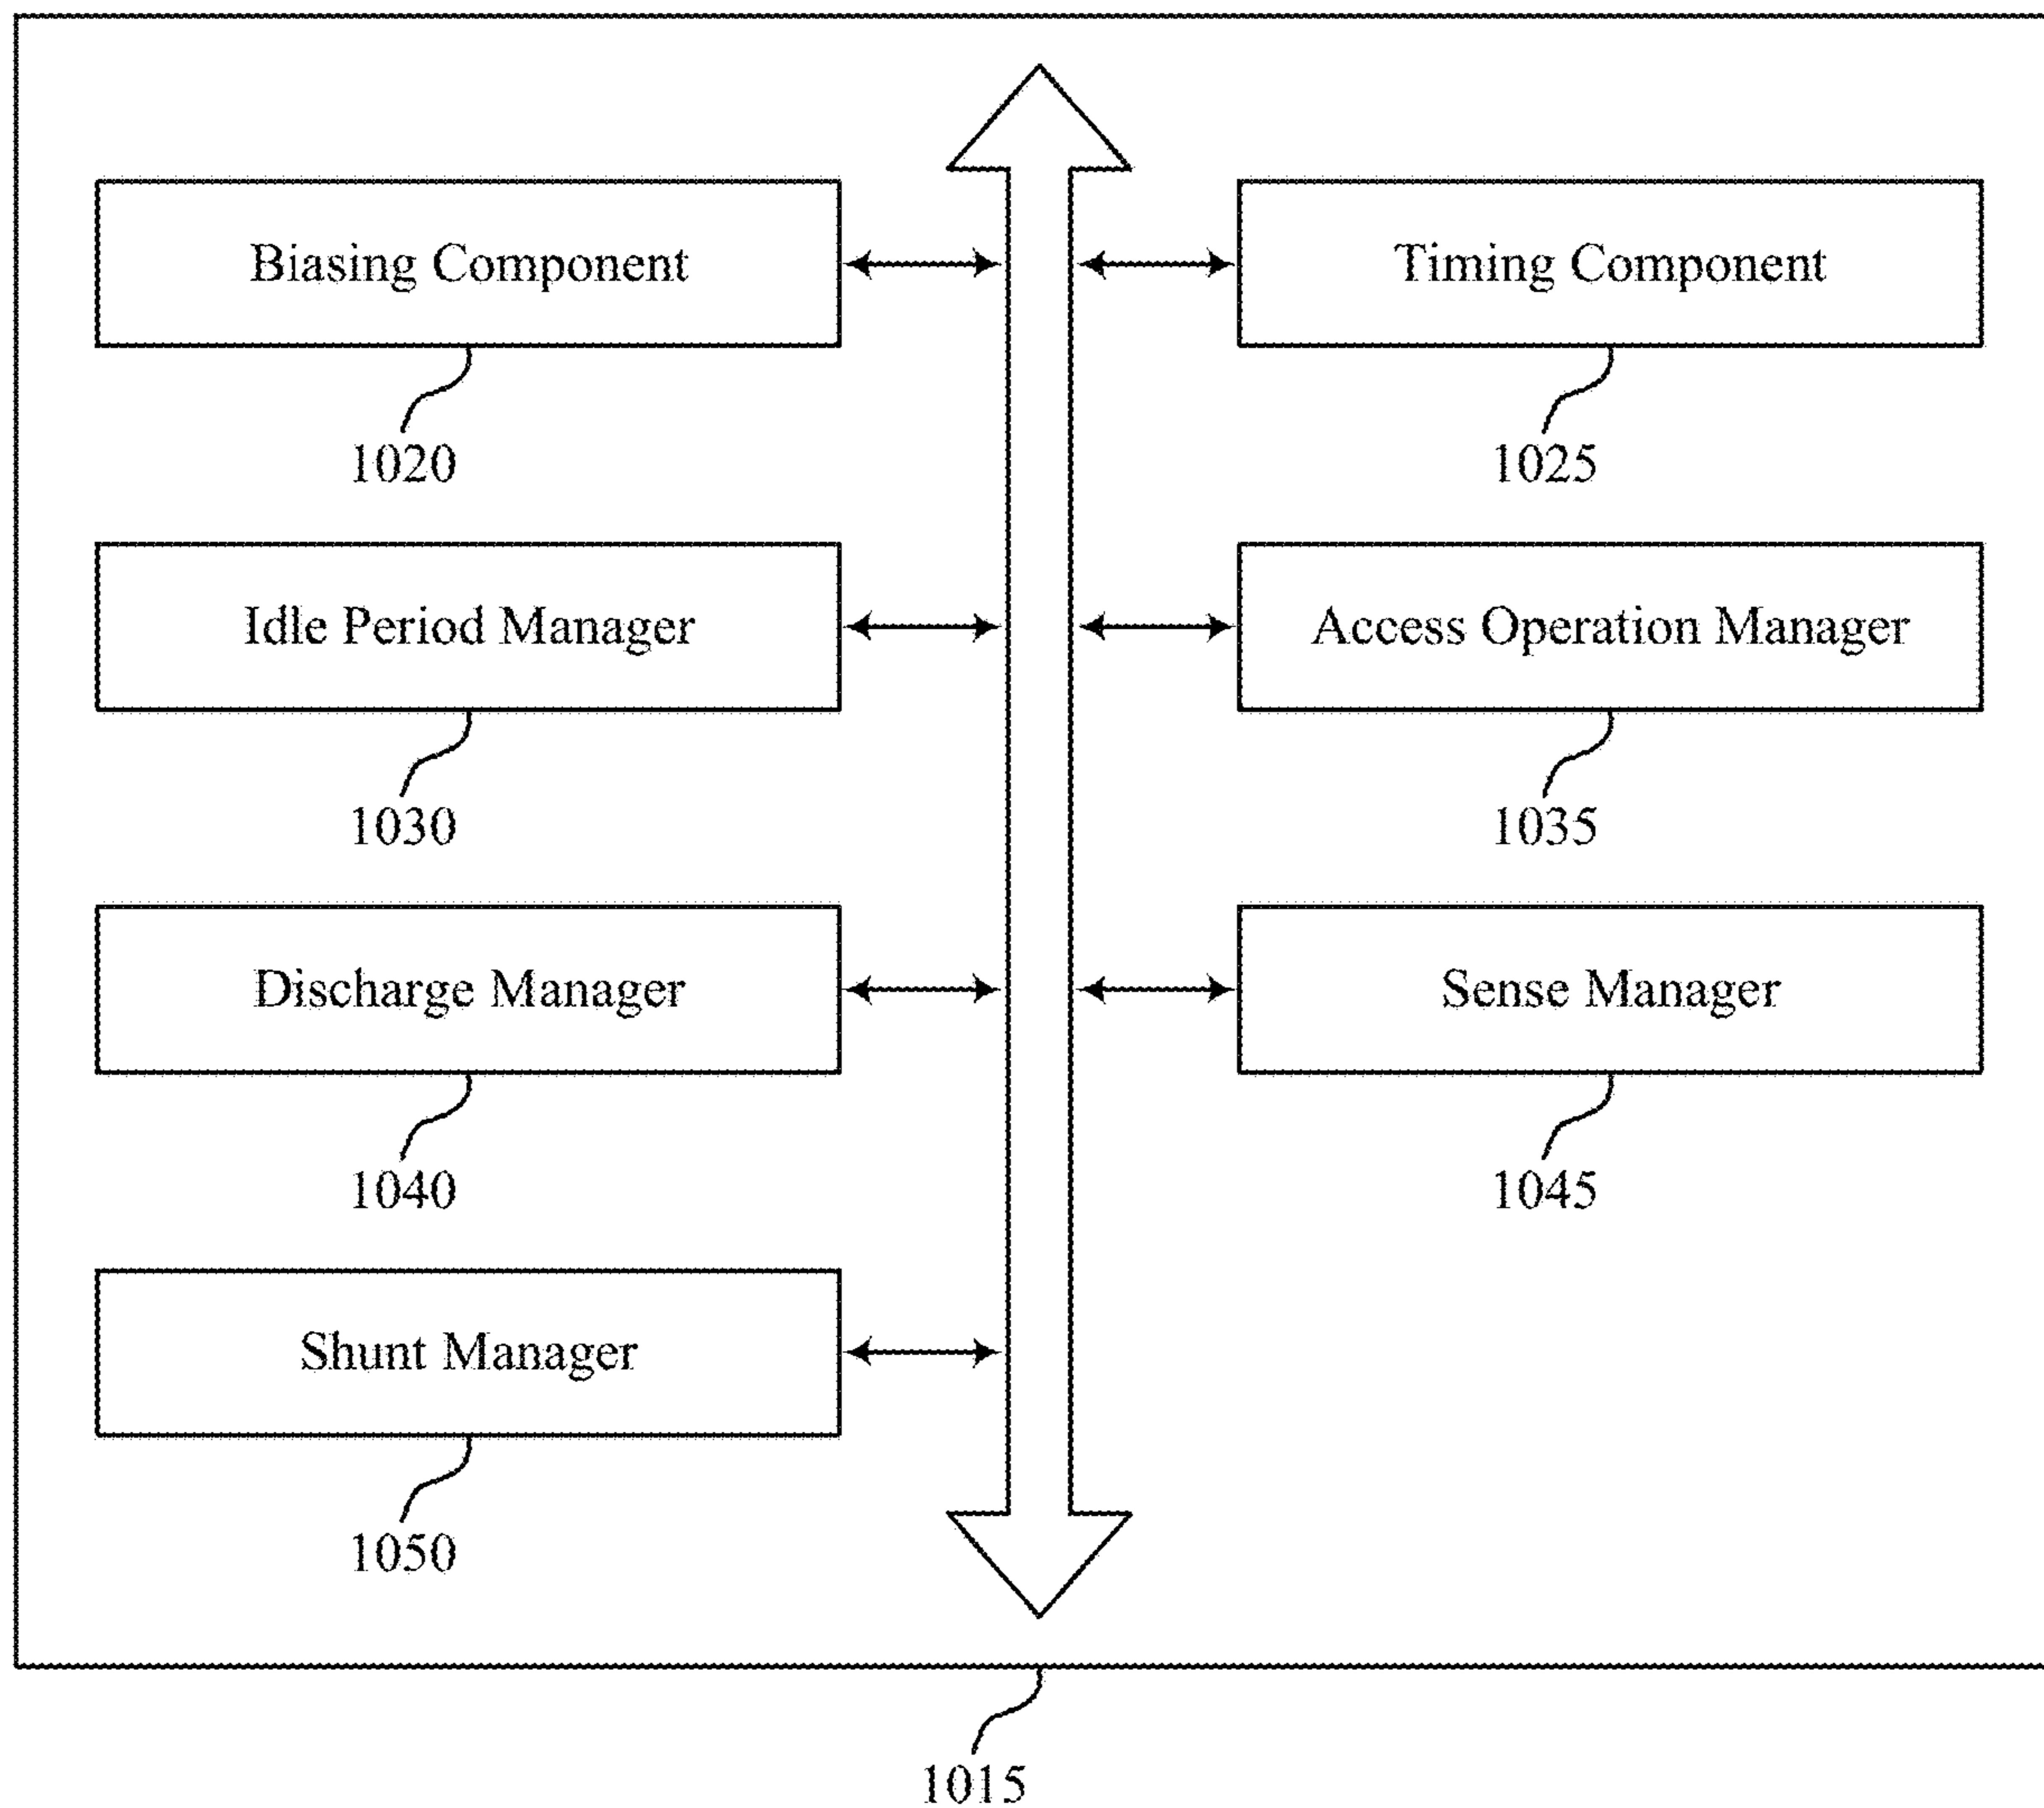 Biasing Component
Timing Component
1020
1025
Idle Period Manager
Access Operation Manager
1030
1035
Discharge Manager
Sense Manager
1040
1045
Shunt Manager
1050
1015